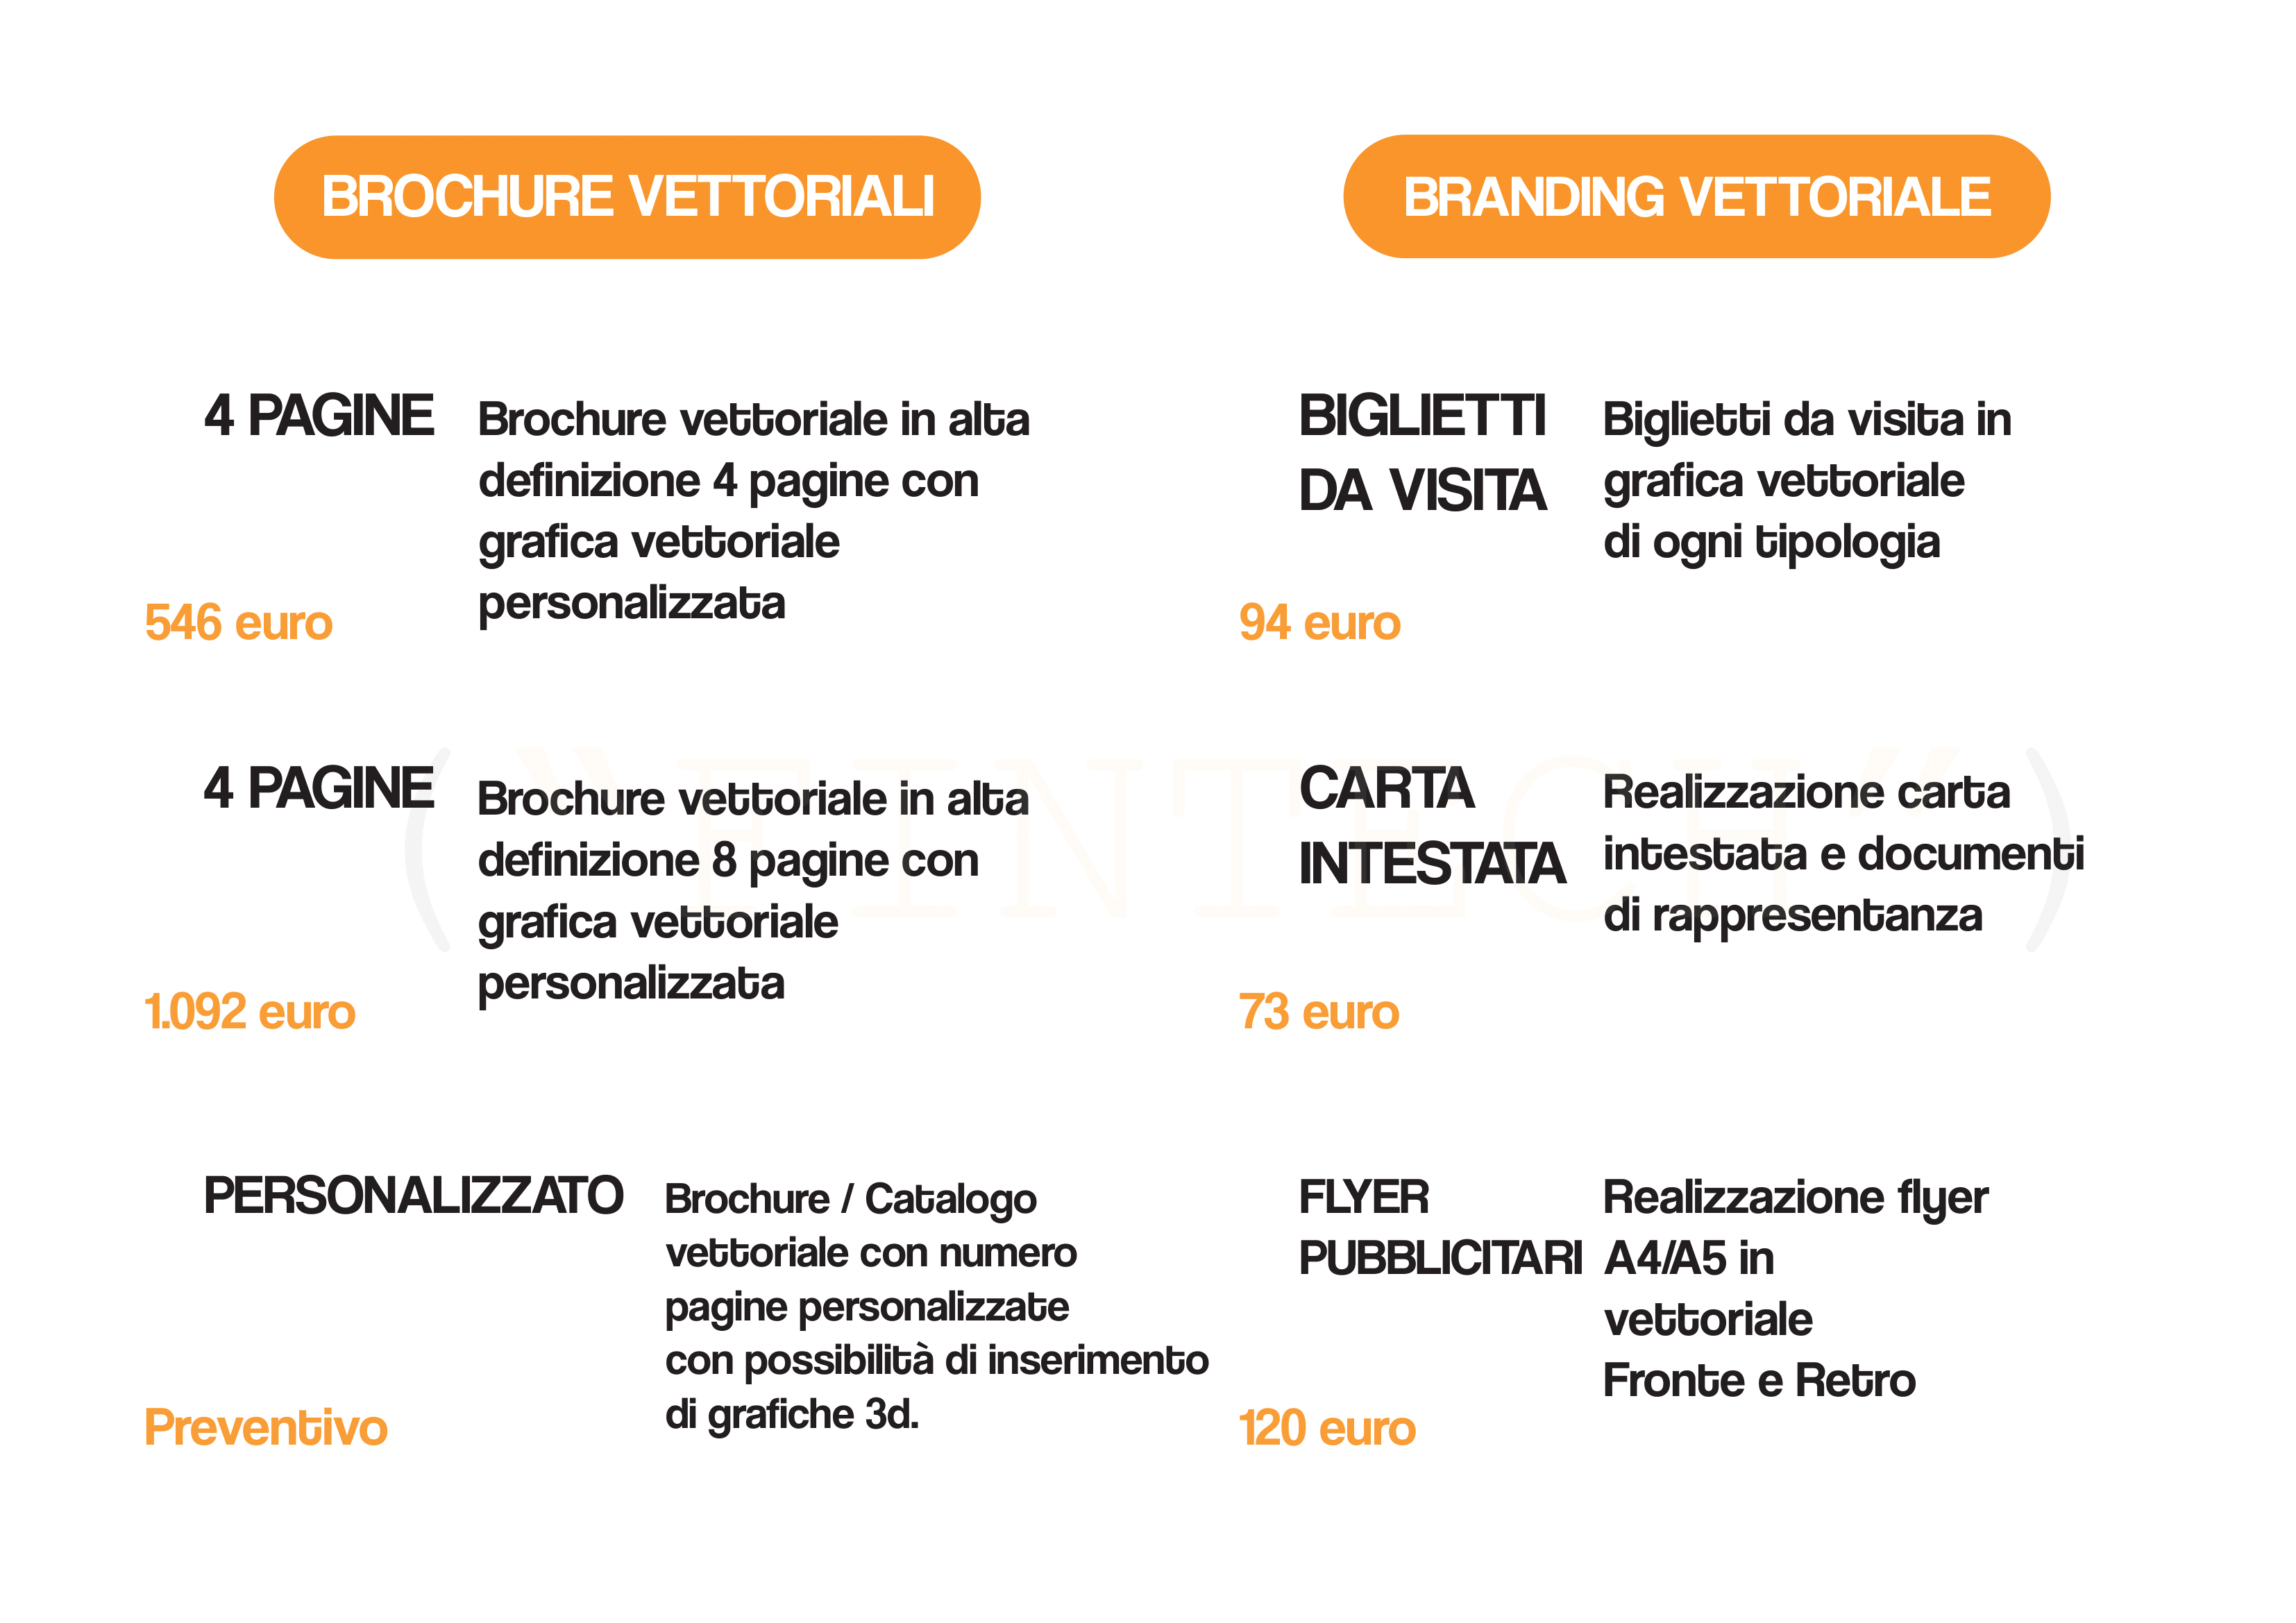 BROCHURE VETTORIALI
4 PAGINE
Brochure vettoriale in alta
definizione 4 pagine con
grafica vettoriale
personalizzata
546 euro
4 PAGINE
Brochure vettoriale in alta
definizione 8 pagine con
grafica vettoriale
personalizzata
1.092 euro
PERSONALIZZATO
Brochure / Catalogo
vettoriale con numero
pagine personalizzate
con possibilità di inserimento
di grafiche 3d.
Preventivo
BRANDING VETTORIALE
BIGLIETTI
DA VISITA
Biglietti da visita in
grafica vettoriale
di ogni tipologia
94 euro
CARTA
INTESTATA
Realizzazione carta
intestata e documenti
di rappresentanza
73 euro
FLYER
PUBBLICITARI
Realizzazione flyer
A4/A5 in
vettoriale
Fronte e Retro
120 euro